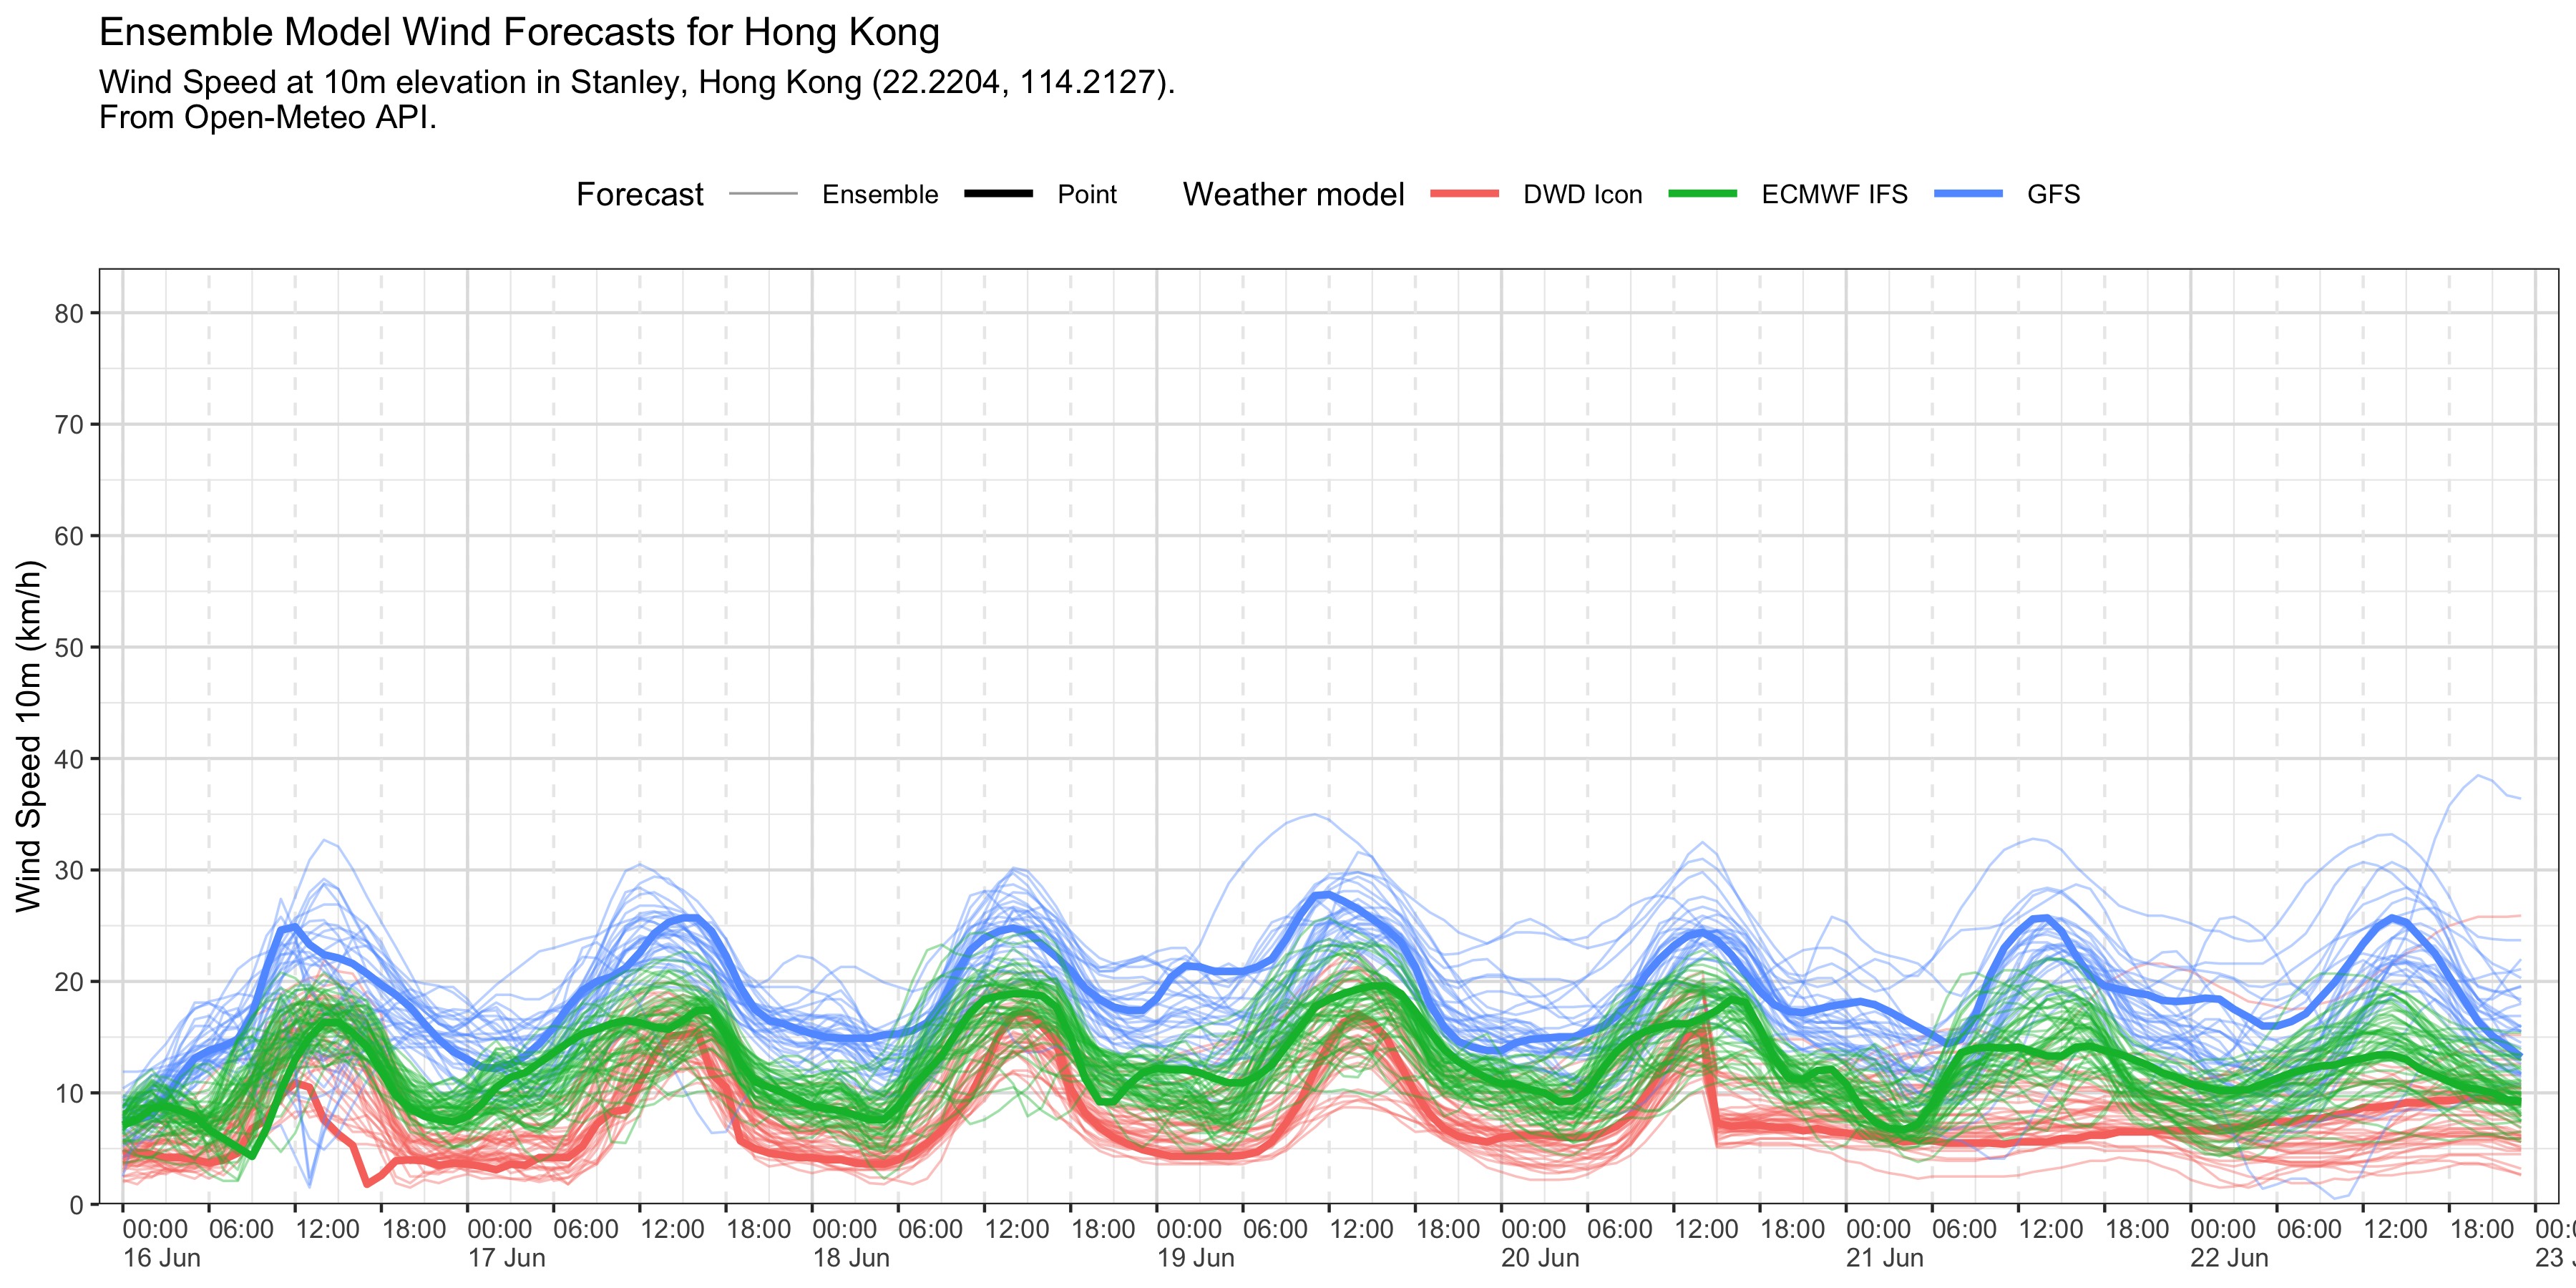 Ensemble Model Wind Forecasts for Hong Kong
Wind Speed at 10m elevation in Stanley, Hong Kong (22.2204, 114.2127).
From Open-Meteo API.
Forecast Ensemble Point Weather model DWD Icon ECMWF IFS GFS
Wind Speed 10m (km/h)
80
70
60
50
40
30
20
10
0
00:00 06:00 12:00 18:00 00:00 06:00 12:00 18:00 00:00 06:00 12:00 18:00 00:00 06:00 12:00 18:00 00:00 06:00 12:00 18:00 00:00 06:00 12:00 18:00 00:00 06:00 12:00 18:00 00:0
16 Jun 17 Jun 18 Jun 19 Jun 20 Jun 21 Jun 22 Jun 23